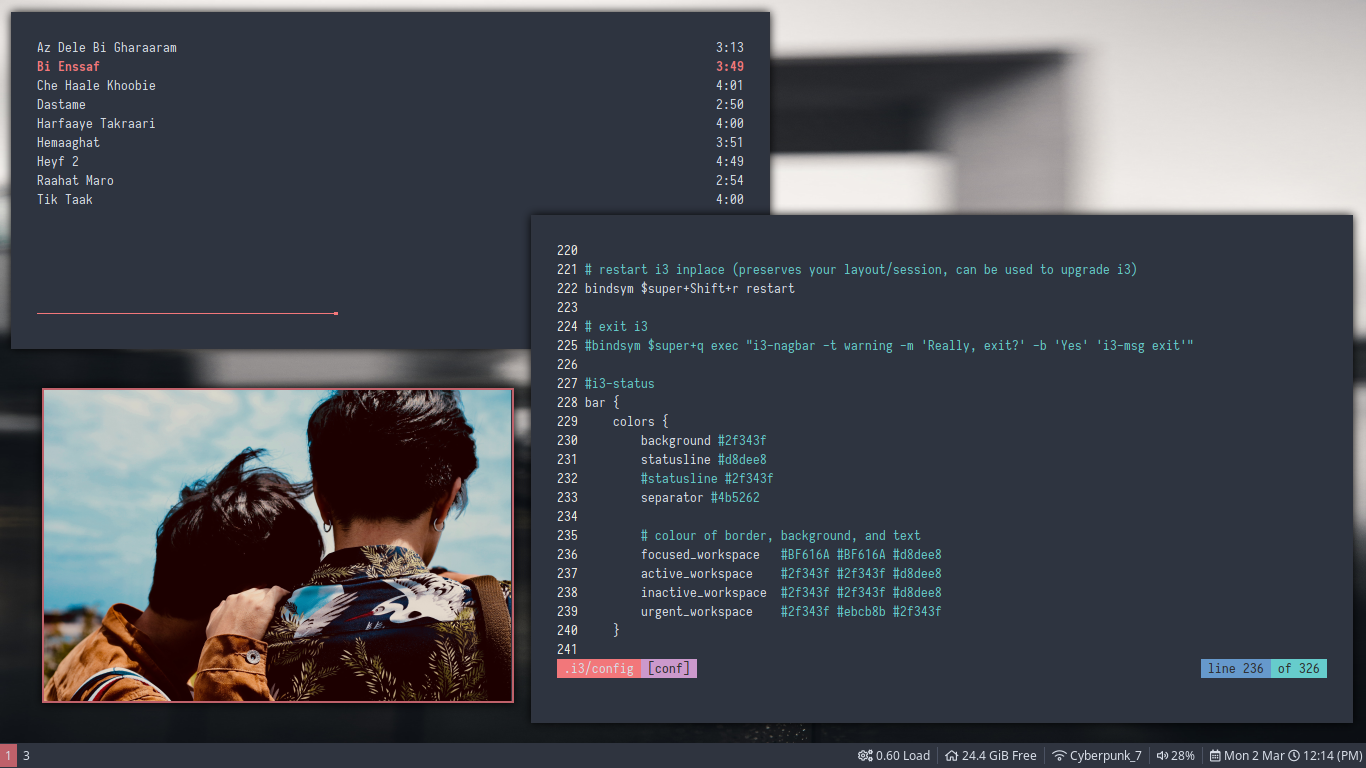 Az Dele Bi Gharaaram 3:13
Bi Enssaf 3:49
Che Haale Khoobie 4:01
Dastame 2:50
Harfaaye Takraari 4:00
Hemaaghat 3:51
Heyf 2 4:49
Raahat Maro 2:54
Tik Taak 4:00
220
221 # restart i3 inplace (preserves your layout/session, can be used to upgrade i3)
222 bindsym $super+Shift+r restart
223
224 # exit i3
225 #bindsym $super+q exec "i3-nagbar -t warning -m 'Really, exit?' -b 'Yes' 'i3-msg exit'"
226
227 #i3-status
228 bar {
229     colors {
230         background #2f343f
231         statusline #d8dee8
232         #statusline #2f343f
233         separator #4b5262
234
235         # colour of border, background, and text
236         focused_workspace   #BF616A #BF616A #d8dee8
237         active_workspace    #2f343f #2f343f #d8dee8
238         inactive_workspace  #2f343f #2f343f #d8dee8
239         urgent_workspace    #2f343f #ebcb8b #2f343f
240     }
241
.i3/config [conf] line 236 of 326
1 3 0.60 Load 24.4 GiB Free Cyberpunk_7 28% Mon 2 Mar 12:14 (PM)